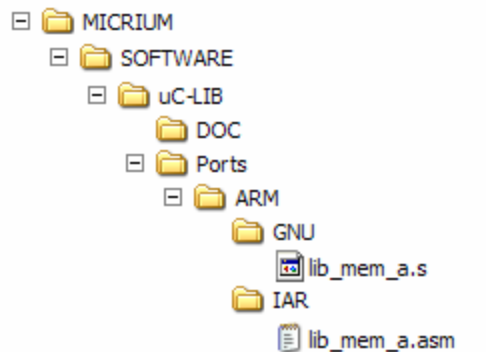 MICRIUM
SOFTWARE
uC-LIB
DOC
Ports
ARM
GNU
lib_mem_a.s
IAR
lib_mem_a.asm